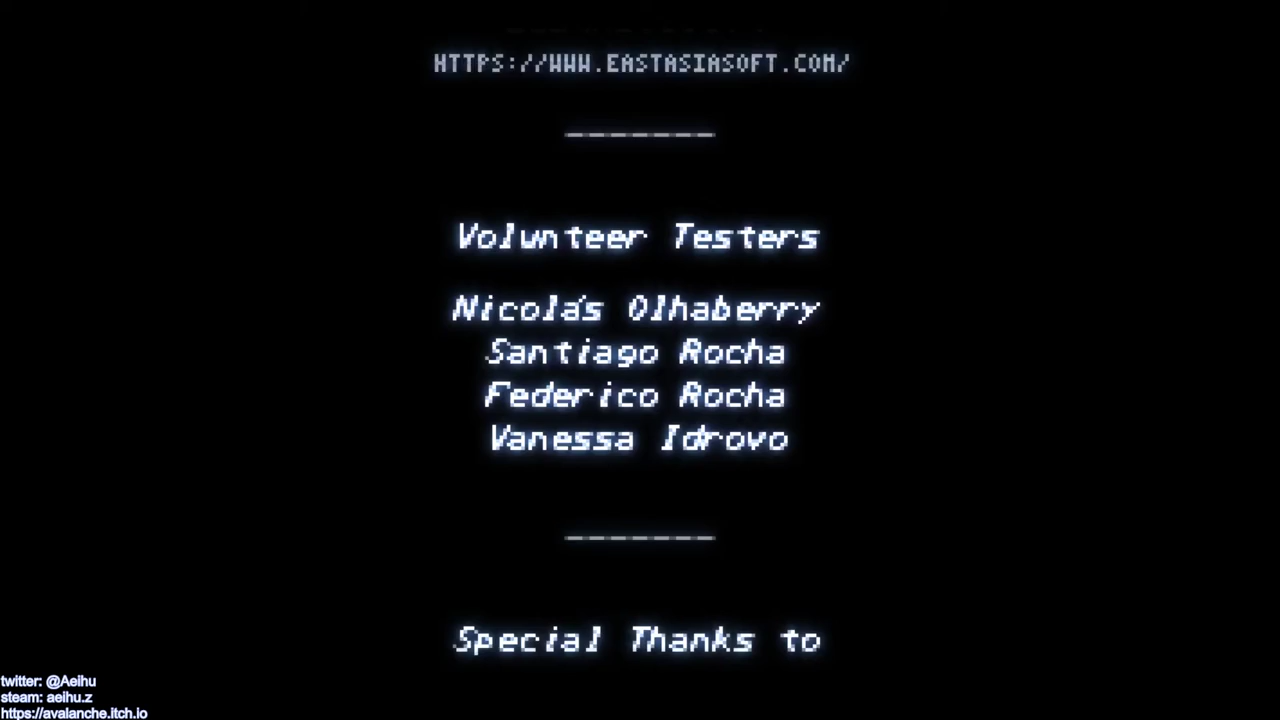 HTTPS://WWW.EASTASIASOFT.COM/
-------
Volunteer Testers
Nicolás Olhaberry
Santiago Rocha
Federico Rocha
Vanessa Idrovo
-------
Special Thanks to
twitter: @Aeihu
steam: aeihu.z
https://avalanche.itch.io